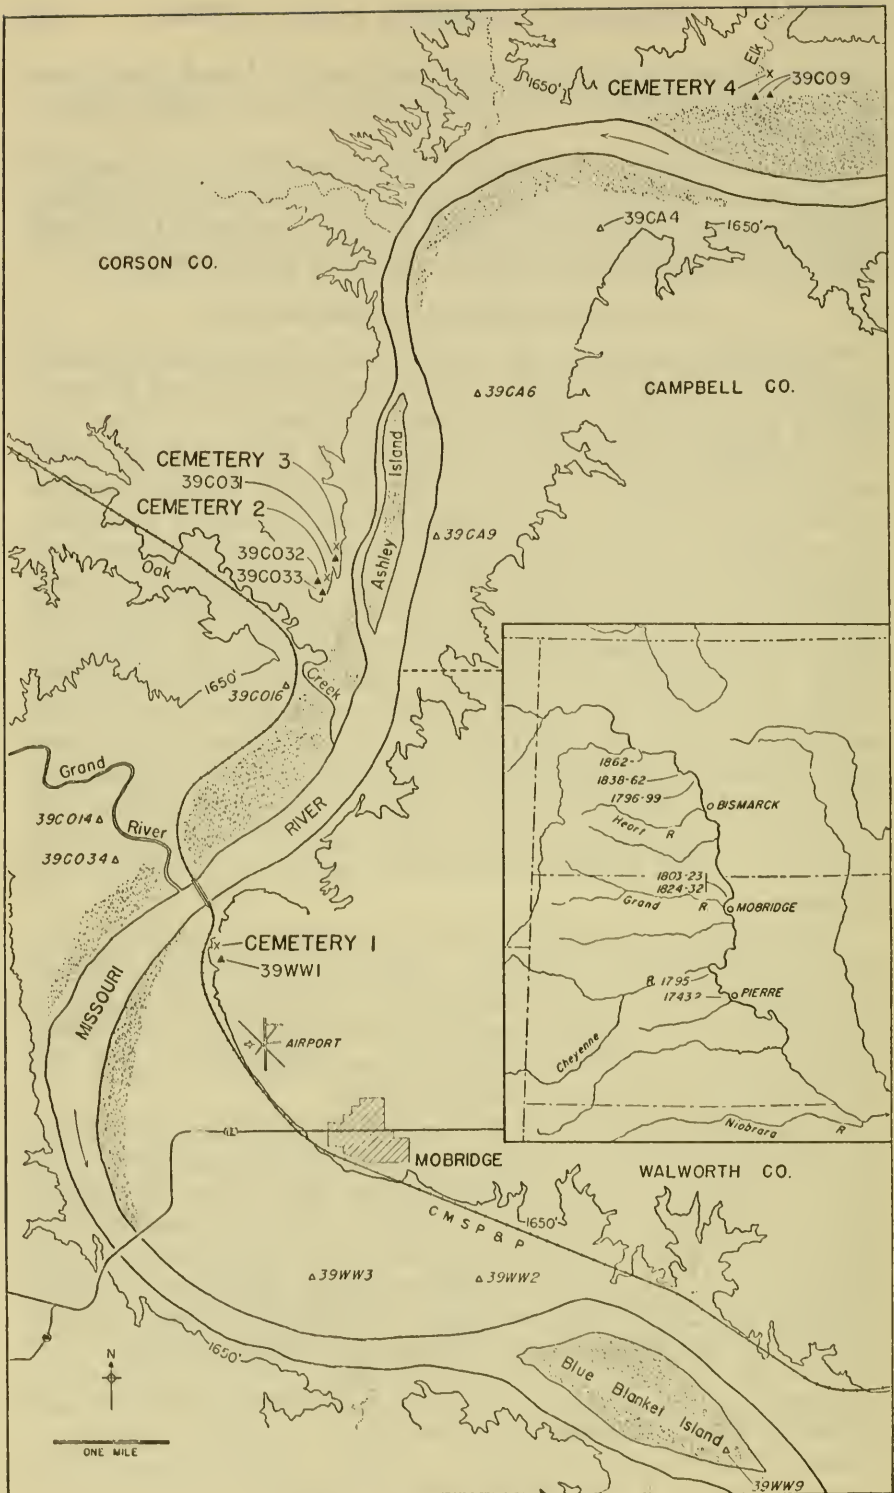 Elk Cr.
1650'
CEMETERY 4
39CO9
39CA4
1650'
CORSON CO.
39CA6
CAMPBELL CO.
CEMETERY 3
39CO31
CEMETERY 2
39CO32
39CO33
Ashley Island
39CA9
Oak Creek
1650'
39CO16
Grand River
39CO14
39CO34
MISSOURI RIVER
CEMETERY 1
39WW1
AIRPORT
MOBRIDGE
WALWORTH CO.
C M S P & P
1650'
39WW3
39WW2
1650'
Blue Blanket Island
39WW9
N
ONE MILE
1862
1838-62
1796-99
BISMARCK
Heart R
1803-23
1824-32
Grand R.
MOBRIDGE
R. 1795
1743?
PIERRE
Cheyenne
Niobrara R